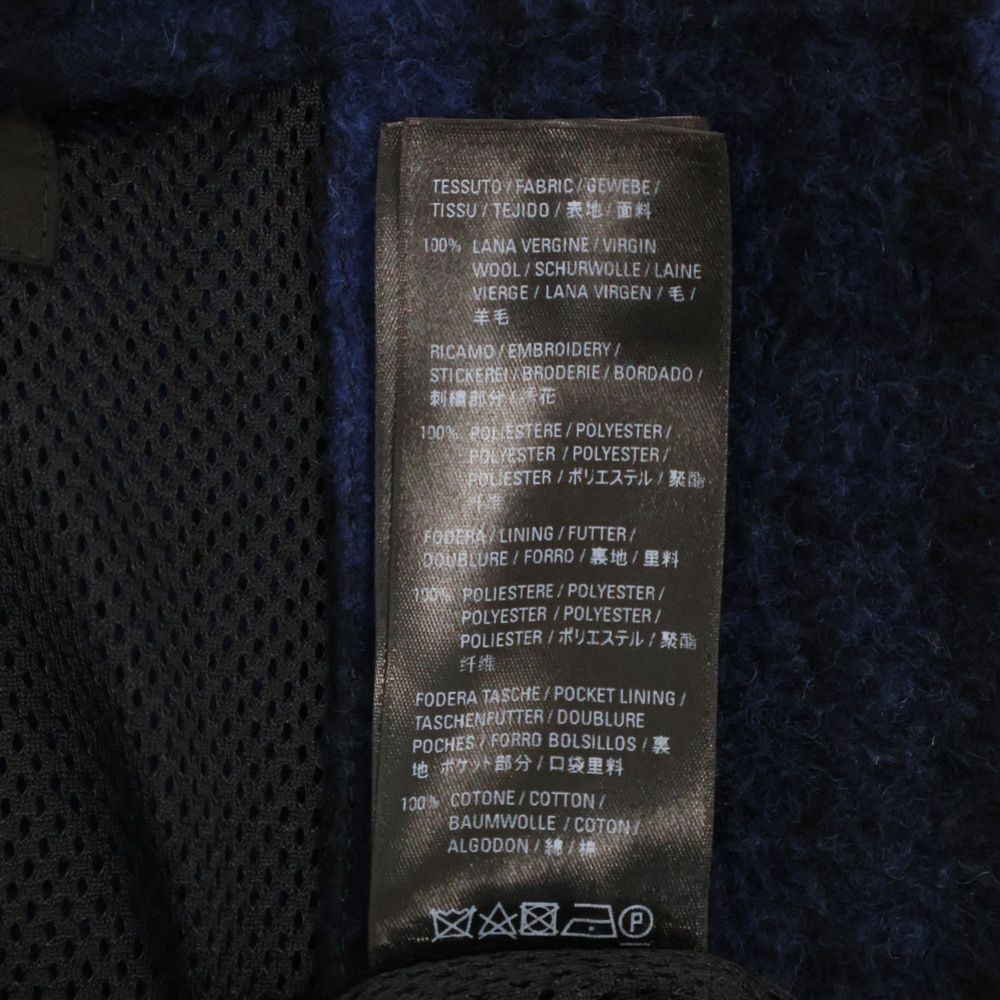 TESSUTO / FABRIC / GEWEBE /
TISSU / TEJIDO / 表地 / 面料
100% LANA VERGINE / VIRGIN
WOOL / SCHURWOLLE / LAINE
VIERGE / LANA VIRGEN / 毛 /
羊毛
RICAMO / EMBROIDERY /
STICKEREI / BRODERIE / BORDADO /
刺繍部分 / 秀花
100% POLIESTERE / POLYESTER /
POLYESTER / POLYESTER /
POLIESTER / ポリエステル / 聚酯
纤维
FODERA / LINING / FUTTER /
DOUBLURE / FORRO / 裏地 / 里料
100% POLIESTERE / POLYESTER /
POLYESTER / POLYESTER /
POLIESTER / ポリエステル / 聚酯
纤维
FODERA TASCHE / POCKET LINING /
TASCHENFUTTER / DOUBLURE
POCHES / FORRO BOLSILLOS / 裏
地 ポケット部分 / 口袋里料
100% COTONE / COTTON /
BAUMWOLLE / COTON /
ALGODON / 綿 / 棉
P